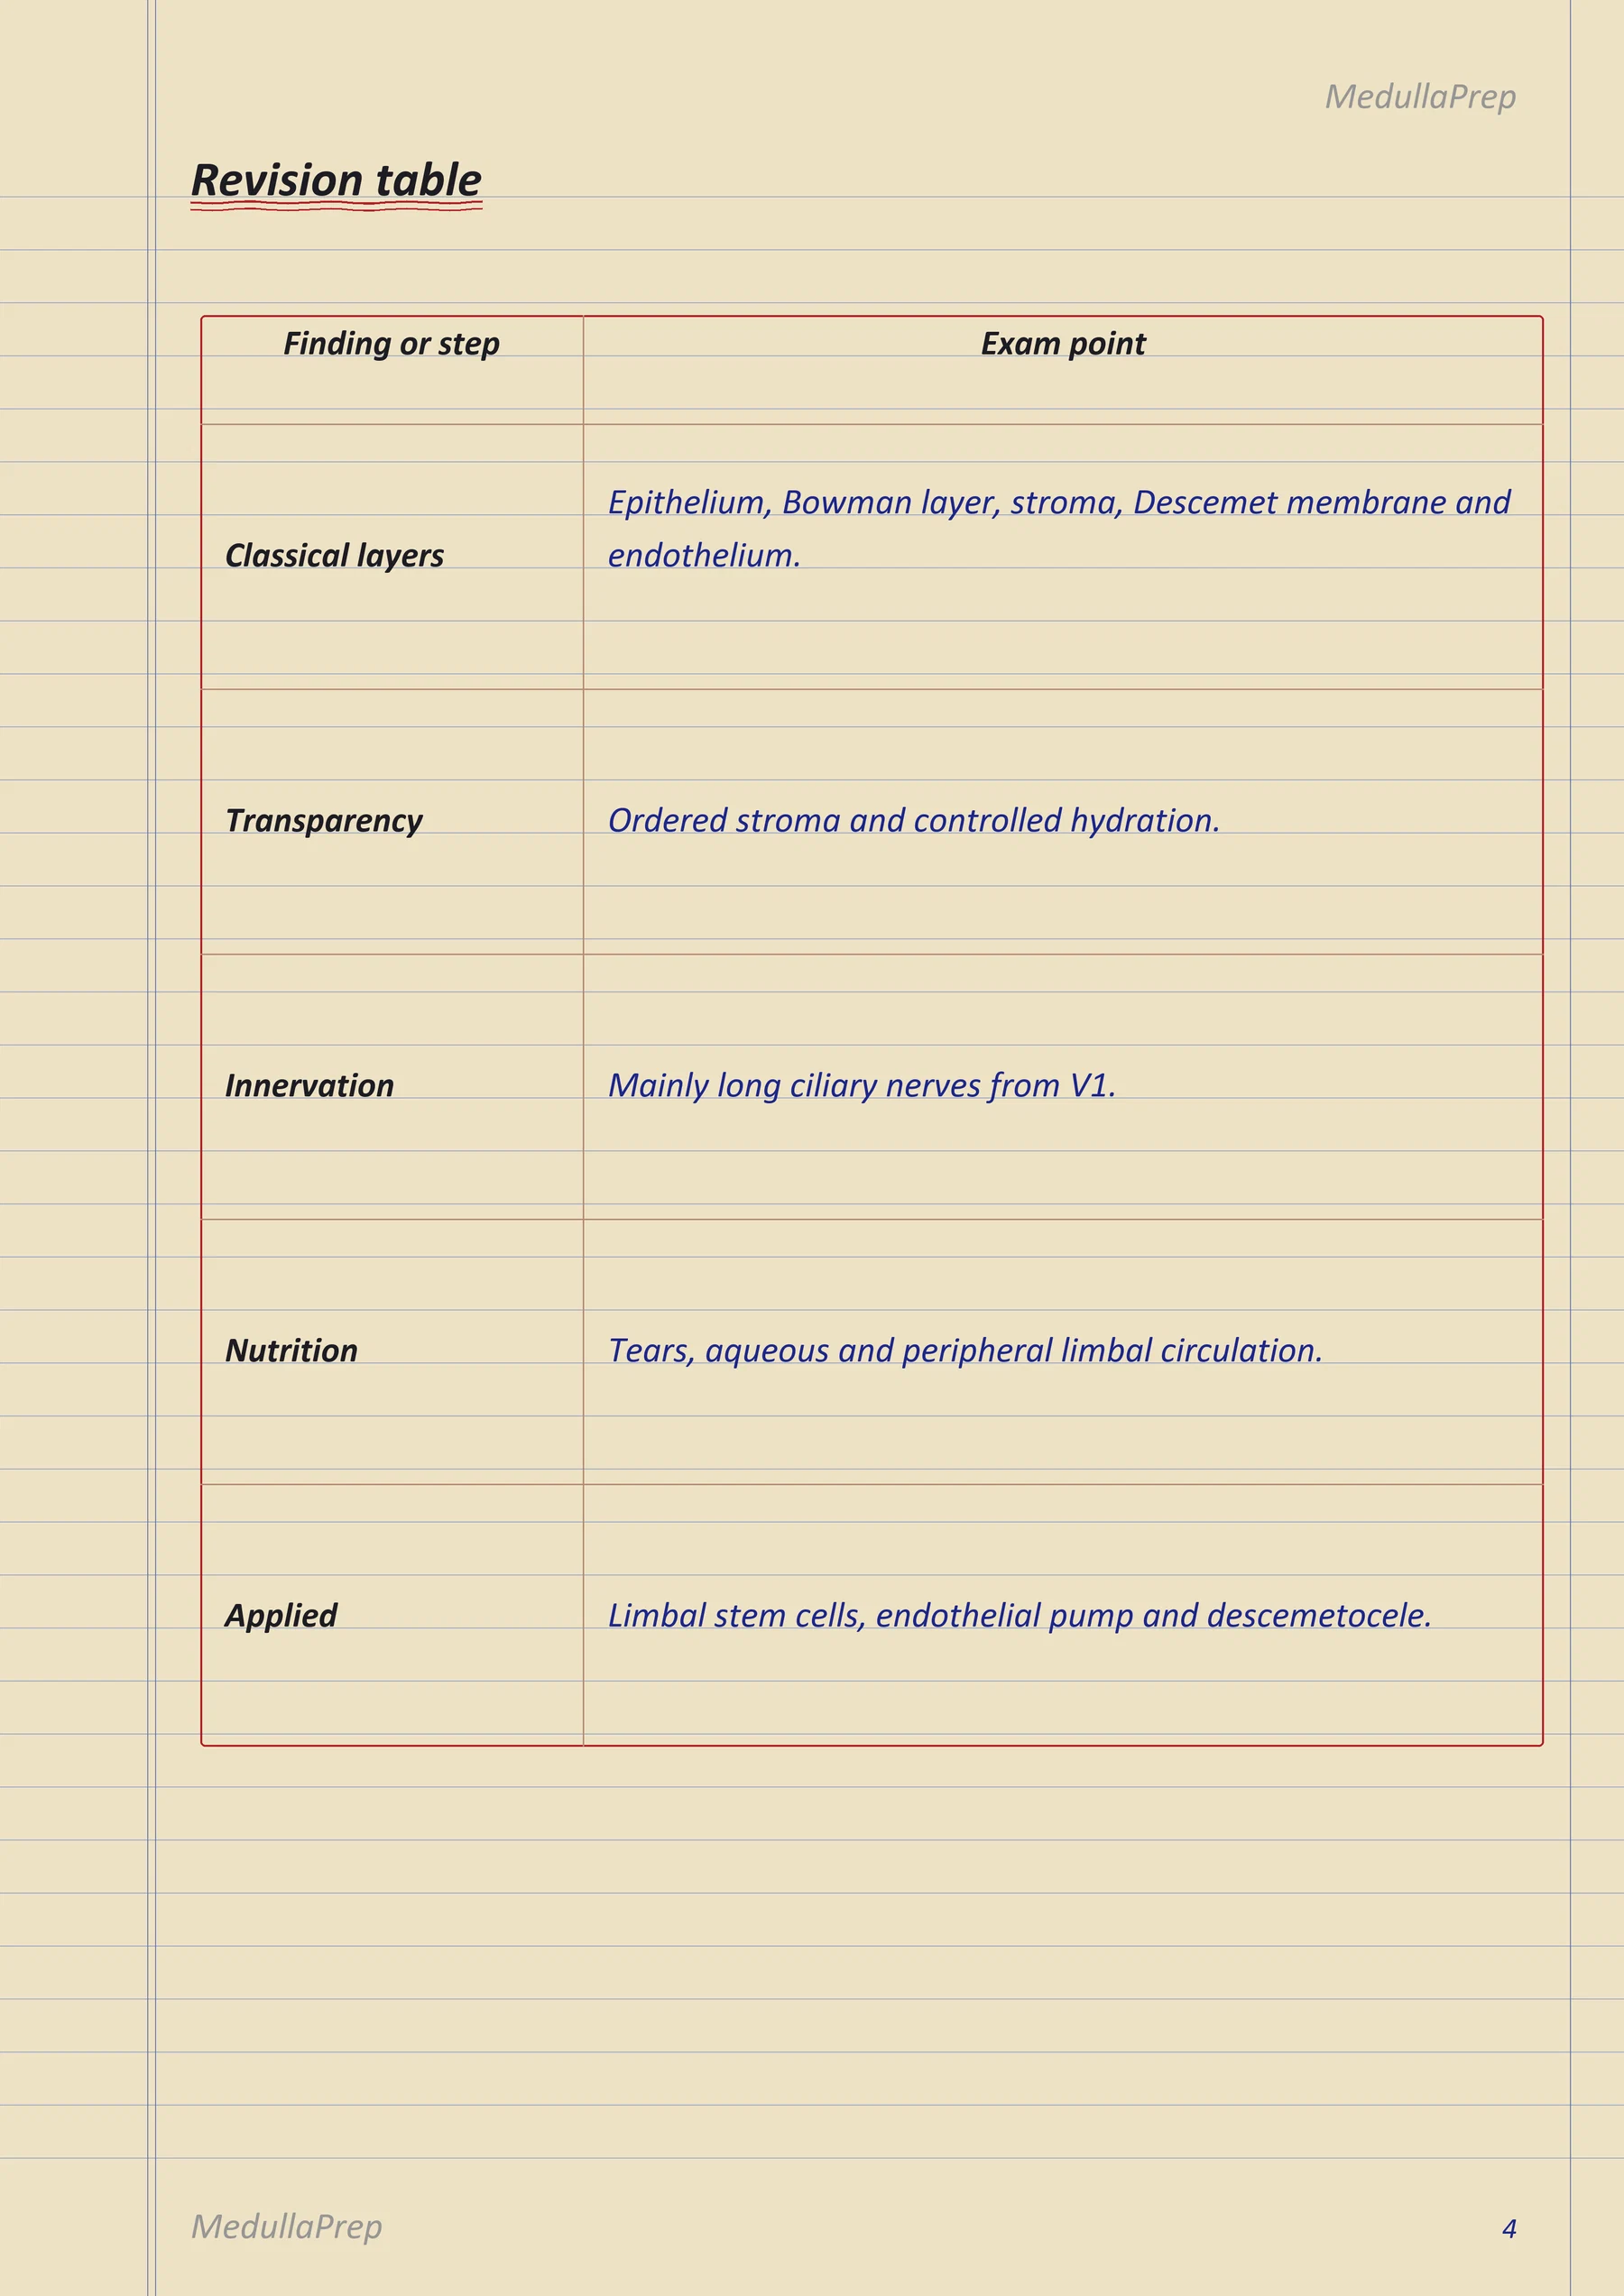 MedullaPrep
Revision table
Finding or step
Exam point
Classical layers
Epithelium, Bowman layer, stroma, Descemet membrane and
endothelium.
Transparency
Ordered stroma and controlled hydration.
Innervation
Mainly long ciliary nerves from V1.
Nutrition
Tears, aqueous and peripheral limbal circulation.
Applied
Limbal stem cells, endothelial pump and descemetocele.
MedullaPrep
4